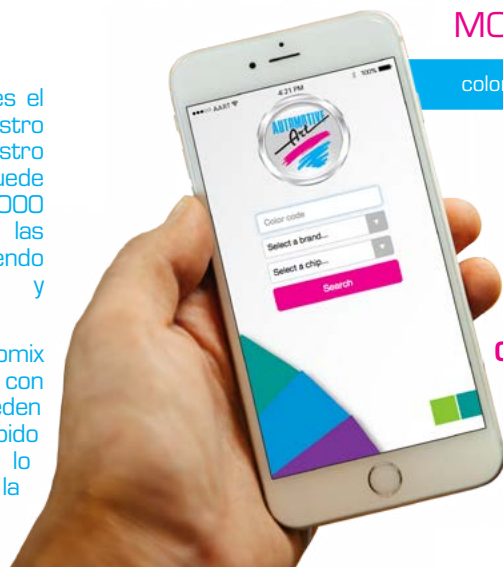 MO
color
es el
stro
stro
uede
000
las
endo
y
omix
con
eden
pido
lo
la
AART
4:21 PM
100%
AUTOMOTIVE
Art
Color code
Select a brand...
Select a chip...
Search